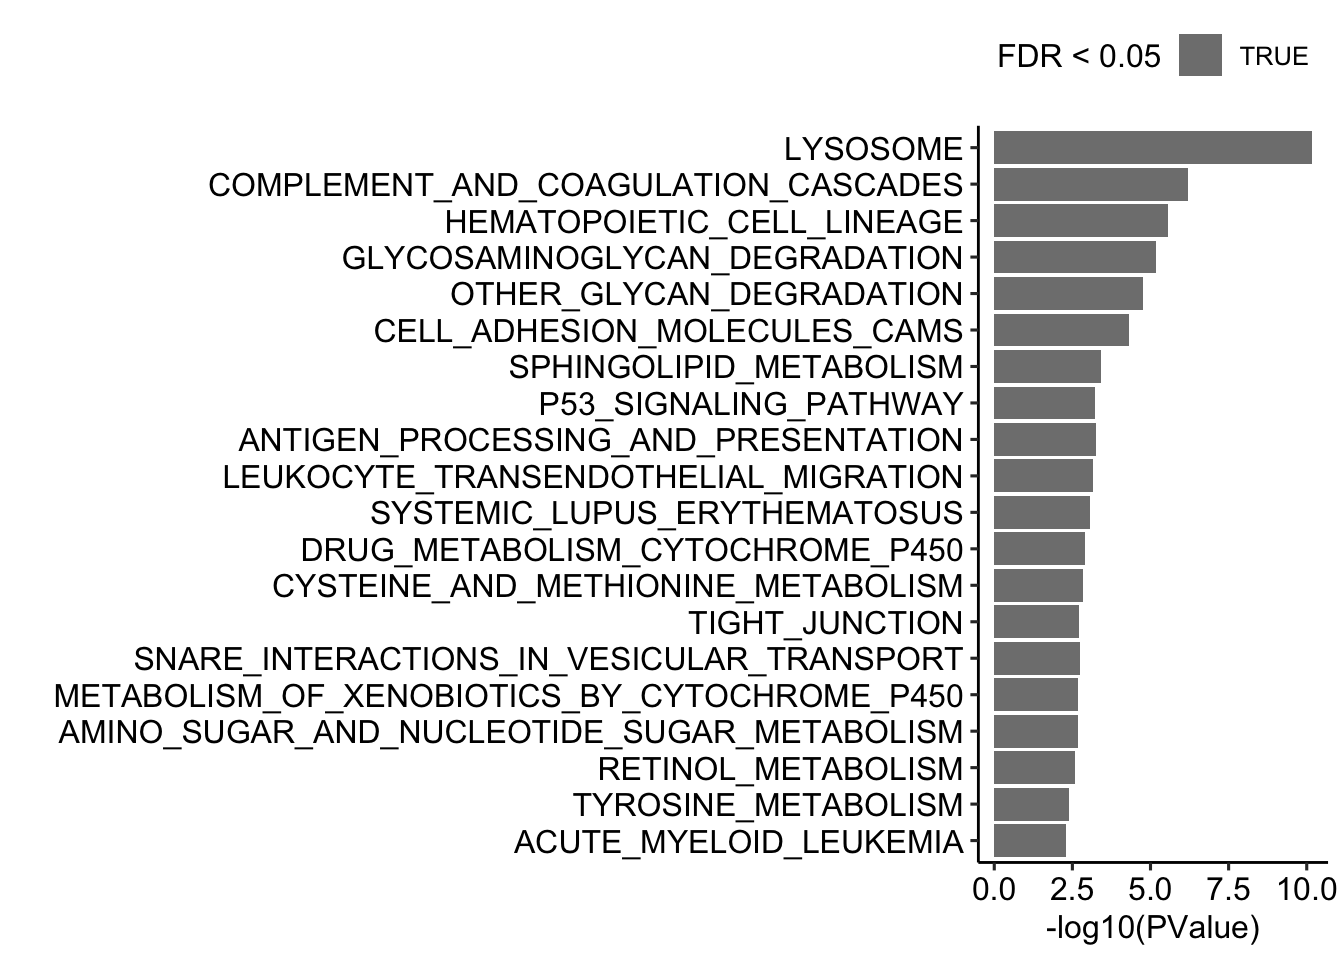 FDR < 0.05 TRUE
LYSOSOME
COMPLEMENT_AND_COAGULATION_CASCADES
HEMATOPOIETIC_CELL_LINEAGE
GLYCOSAMINOGLYCAN_DEGRADATION
OTHER_GLYCAN_DEGRADATION
CELL_ADHESION_MOLECULES_CAMS
SPHINGOLIPID_METABOLISM
P53_SIGNALING_PATHWAY
ANTIGEN_PROCESSING_AND_PRESENTATION
LEUKOCYTE_TRANSENDOTHELIAL_MIGRATION
SYSTEMIC_LUPUS_ERYTHEMATOSUS
DRUG_METABOLISM_CYTOCHROME_P450
CYSTEINE_AND_METHIONINE_METABOLISM
TIGHT_JUNCTION
SNARE_INTERACTIONS_IN_VESICULAR_TRANSPORT
METABOLISM_OF_XENOBIOTICS_BY_CYTOCHROME_P450
AMINO_SUGAR_AND_NUCLEOTIDE_SUGAR_METABOLISM
RETINOL_METABOLISM
TYROSINE_METABOLISM
ACUTE_MYELOID_LEUKEMIA
0.0 2.5 5.0 7.5 10.0
-log10(PValue)